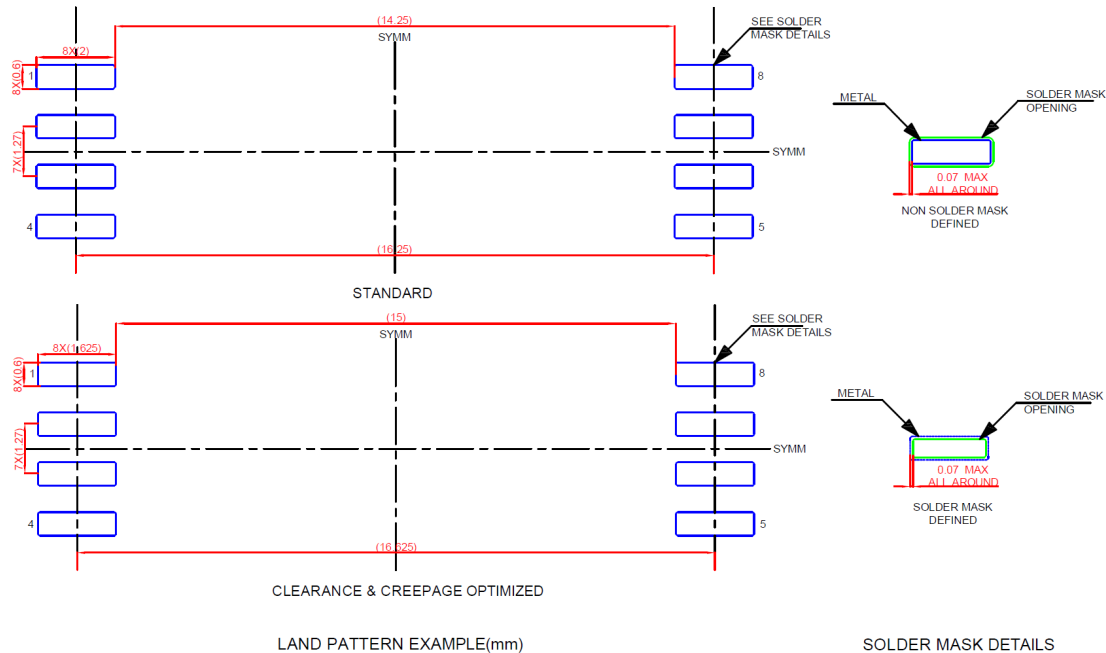 (14.25)
SYMM
SEE SOLDER
MASK DETAILS
8X(2)
8X(0.6)
1
8
7X(1.27)
SYMM
4
5
(16.25)
STANDARD
METAL
SOLDER MASK
OPENING
0.07 MAX
ALL AROUND
NON SOLDER MASK
DEFINED
(15)
SYMM
SEE SOLDER
MASK DETAILS
8X(1.625)
8X(0.6)
1
8
7X(1.27)
SYMM
4
5
(16.625)
CLEARANCE & CREEPAGE OPTIMIZED
METAL
SOLDER MASK
OPENING
0.07 MAX
ALL AROUND
SOLDER MASK
DEFINED
LAND PATTERN EXAMPLE(mm)
SOLDER MASK DETAILS